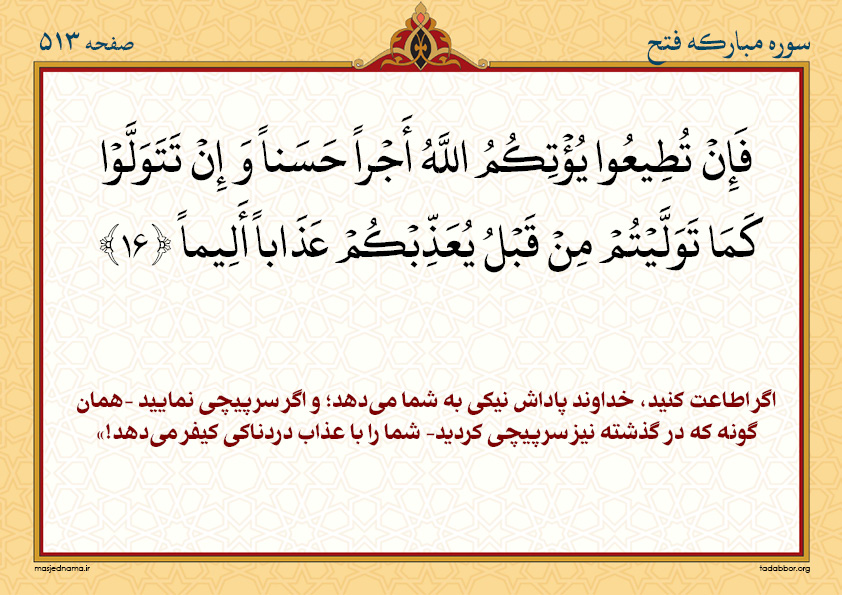 سوره مبارکه فتح
صفحه ۵۱۳
فَإِنْ تُطِيعُوا يُؤْتِكُمُ اللَّهُ أَجْراً حَسَناً وَ إِنْ تَتَوَلَّوْا
كَمَا تَوَلَّيْتُمْ مِنْ قَبْلُ يُعَذِّبْكُمْ عَذَاباً أَلِيماً ﴿۱۶﴾
اگر اطاعت کنید، خداوند پاداش نیکی به شما می‌دهد؛ و اگر سرپیچی نمایید -همان
گونه که در گذشته نیز سرپیچی کردید- شما را با عذاب دردناکی کیفر می‌دهد!»
masjednama.ir
tadabbor.org